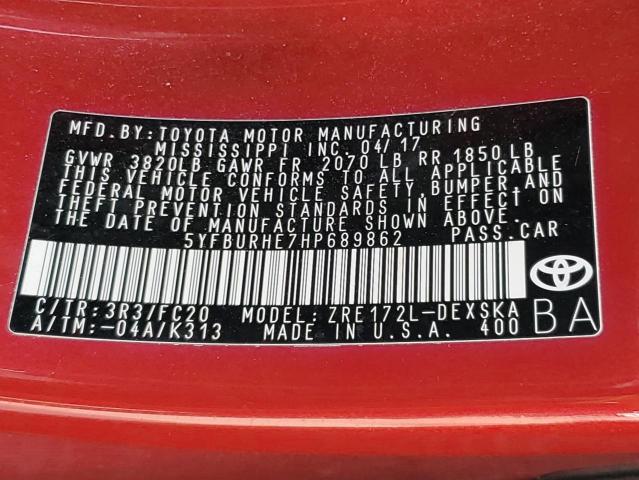 MFD.BY:TOYOTA MOTOR MANUFACTURING
MISSISSIPPI INC. 04/17
GVWR 3820LB GAWR FR 2070 LB RR 1850 LB
THIS VEHICLE CONFORMS TO ALL APPLICABLE
FEDERAL MOTOR VEHICLE SAFETY,BUMPER,AND
THEFT PREVENTION STANDARDS IN EFFECT ON
THE DATE OF MANUFACTURE SHOWN ABOVE.
5YFBURHE7HP689862 PASS.CAR
C/TR:3R3/FC20 MODEL:ZRE172L-DEXSKA
A/TM:-04A/K313 MADE IN U.S.A. 400
BA